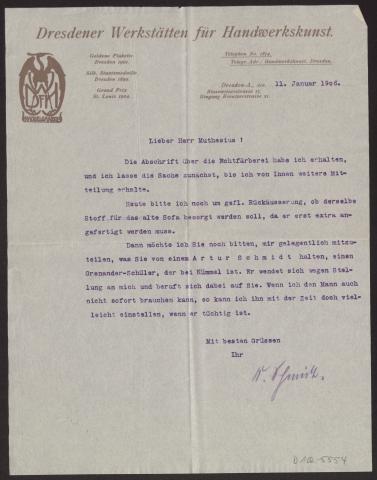 Dresdener Werkstätten für Handwerkskunst.
Goldene Plakette
Dresden 1901.
Silb. Staatsmedaille
Dresden 1899.
Grand Prix
St. Louis 1904.
Telephon No. 1874.
Telegr. Adr.: Handwerkskunst, Dresden.
Dresden-A., den 11. Januar 1906.
DWFHK
Lieber Herr Muthesius !
Die Abschrift über die Rohtfärberei habe ich erhalten,
und ich lasse die Sache zunächst, bis ich von Ihnen weitere Mit-
teilung erhalte.
Heute bitte ich noch um gefl. Rückäusserung, ob derselbe
Stoff für das alte Sofa besorgt werden soll, da er erst extra an-
gefertigt werden muss.
Dann möchte ich Sie noch bitten, mir gelegentlich mitzu-
teilen, was Sie von einem Artur Schmidt halten, einen
Grenander-Schüler, der bei Kümmel ist. Er wendet sich wegen Stel-
lung an mich und beruft sich dabei auf Sie. Wenn ich den Mann auch
nicht sofort brauchen kann, so kann ich ihn mit der Zeit doch viel-
leicht einstellen, wann er tüchtig ist.
Mit besten Grüssen
Ihr
K. Schmidt.
D 102-5554